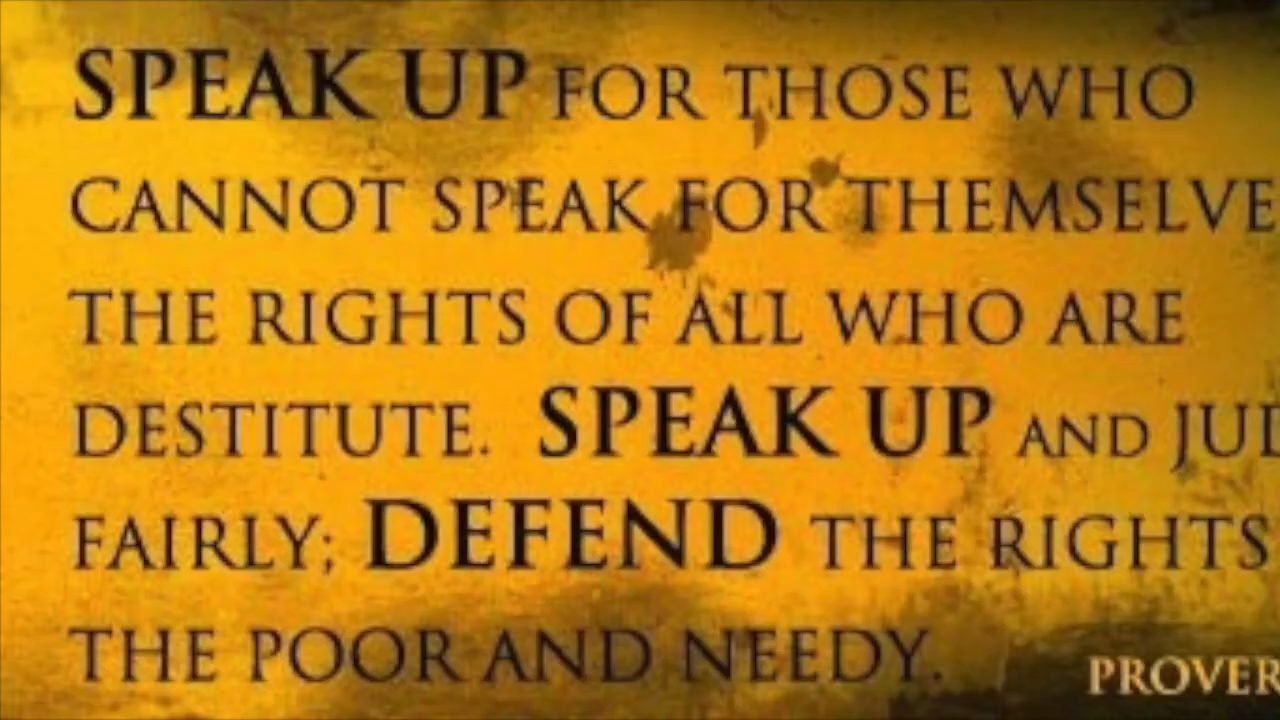 SPEAK UP FOR THOSE WHO
CANNOT SPEAK FOR THEMSELVE
THE RIGHTS OF ALL WHO ARE
DESTITUTE. SPEAK UP AND JUD
FAIRLY; DEFEND THE RIGHTS
THE POOR AND NEEDY.
PROVER